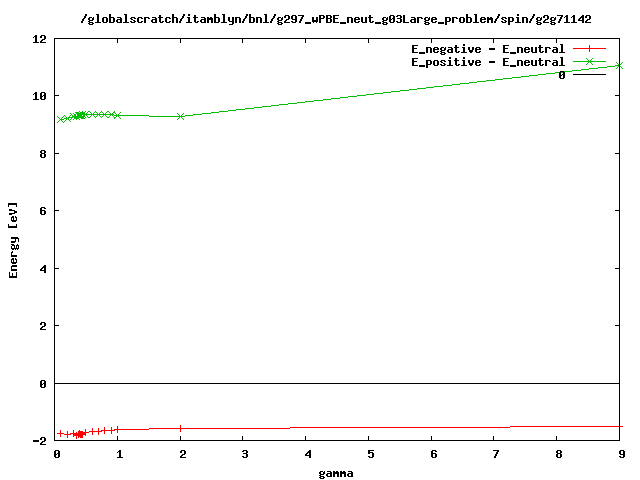 /globalscratch/itamblyn/bnl/g297_wPBE_neut_g03Large_problem/spin/g2g71142
E_negative - E_neutral
E_positive - E_neutral
0
12
10
8
6
4
2
0
-2
Energy [eV]
0 1 2 3 4 5 6 7 8 9
gamma